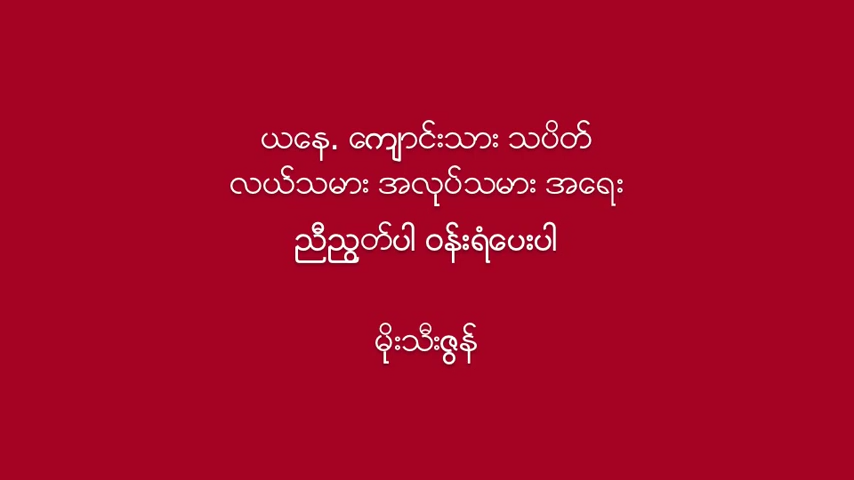 ယနေ့ ကျောင်းသား သပိတ်
လယ်သမား အလုပ်သမား အရေး
ညီညွတ်ပါ ဝန်းရံပေးပါ
မိုးသီးဇွန်